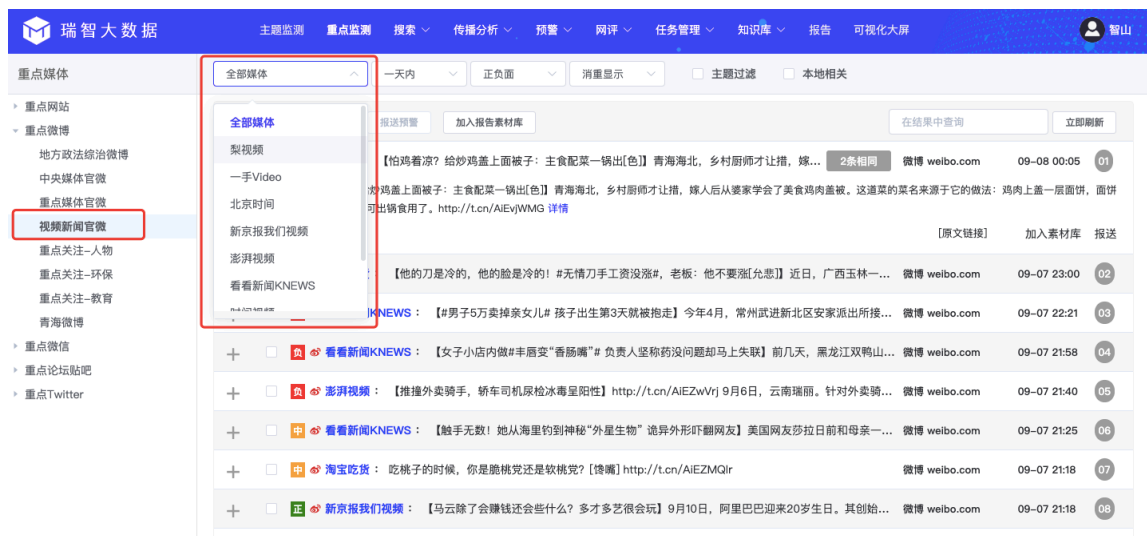 瑞智大数据
主题监测 重点监测 搜索 传播分析 预警 网评 任务管理 知识库 报告 可视化大屏 智山
重点媒体
全部媒体 一天内 正负面 消重显示 主题过滤 本地相关
重点网站
重点微博
地方政法综治微博
中央媒体官微
重点媒体官微
视频新闻官微
重点关注-人物
重点关注-环保
重点关注-教育
青海微博
重点微信
重点论坛贴吧
重点Twitter
全部媒体
梨视频
一手Video
北京时间
新京报我们视频
澎湃视频
看看新闻KNEWS
报送预警 加入报告素材库 在结果中查询 立即刷新
【怕鸡着凉?给炒鸡盖上面被子:主食配菜一锅出[色]】青海海北,乡村厨师才让措,嫁... 2条相同 微博 weibo.com 09-08 00:05 01
炒鸡盖上面被子:主食配菜一锅出[色]】青海海北,乡村厨师才让措,嫁人后从婆家学会了美食鸡肉盖被。这道菜的菜名来源于它的做法:鸡肉上盖一层面饼,面饼
可出锅食用了。http://t.cn/AiEvjWMG 详情
[原文链接] 加入素材库 报送
【他的刀是冷的,他的脸是冷的!#无情刀手工资没涨#,老板:他不要涨[允悲]】近日,广西玉林一... 微博 weibo.com 09-07 23:00 02
KNEWS: 【#男子5万卖掉亲女儿# 孩子出生第3天就被抱走】今年4月,常州武进新北区安家派出所接... 微博 weibo.com 09-07 22:21 03
负 看看新闻KNEWS: 【女子小店内做#丰唇变“香肠嘴”# 负责人坚称药没问题却马上失联】前几天,黑龙江双鸭山... 微博 weibo.com 09-07 21:58 04
负 澎湃视频: 【推撞外卖骑手,轿车司机尿检冰毒呈阳性】http://t.cn/AiEZwVrj 9月6日,云南瑞丽。针对外卖骑... 微博 weibo.com 09-07 21:40 05
中 看看新闻KNEWS: 【触手无数!她从海里钓到神秘“外星生物” 诡异外形吓翻网友】美国网友莎拉日前和母亲一... 微博 weibo.com 09-07 21:25 06
中 淘宝吃货: 吃桃子的时候,你是脆桃党还是软桃党?[馋嘴] http://t.cn/AiEZMQlr 微博 weibo.com 09-07 21:18 07
正 新京报我们视频: 【马云除了会赚钱还会些什么?多才多艺很会玩】9月10日,阿里巴巴迎来20岁生日。其创始... 微博 weibo.com 09-07 21:18 08